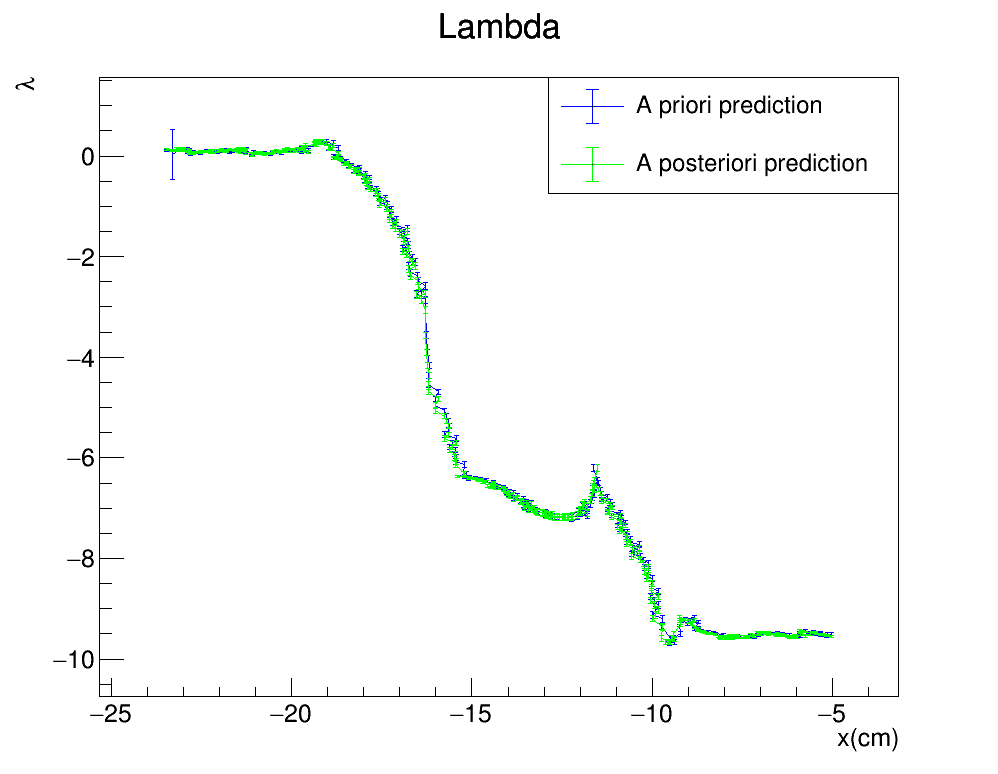 Lambda
λ
A priori prediction
A posteriori prediction
0
−2
−4
−6
−8
−10
−25 −20 −15 −10 −5
x(cm)